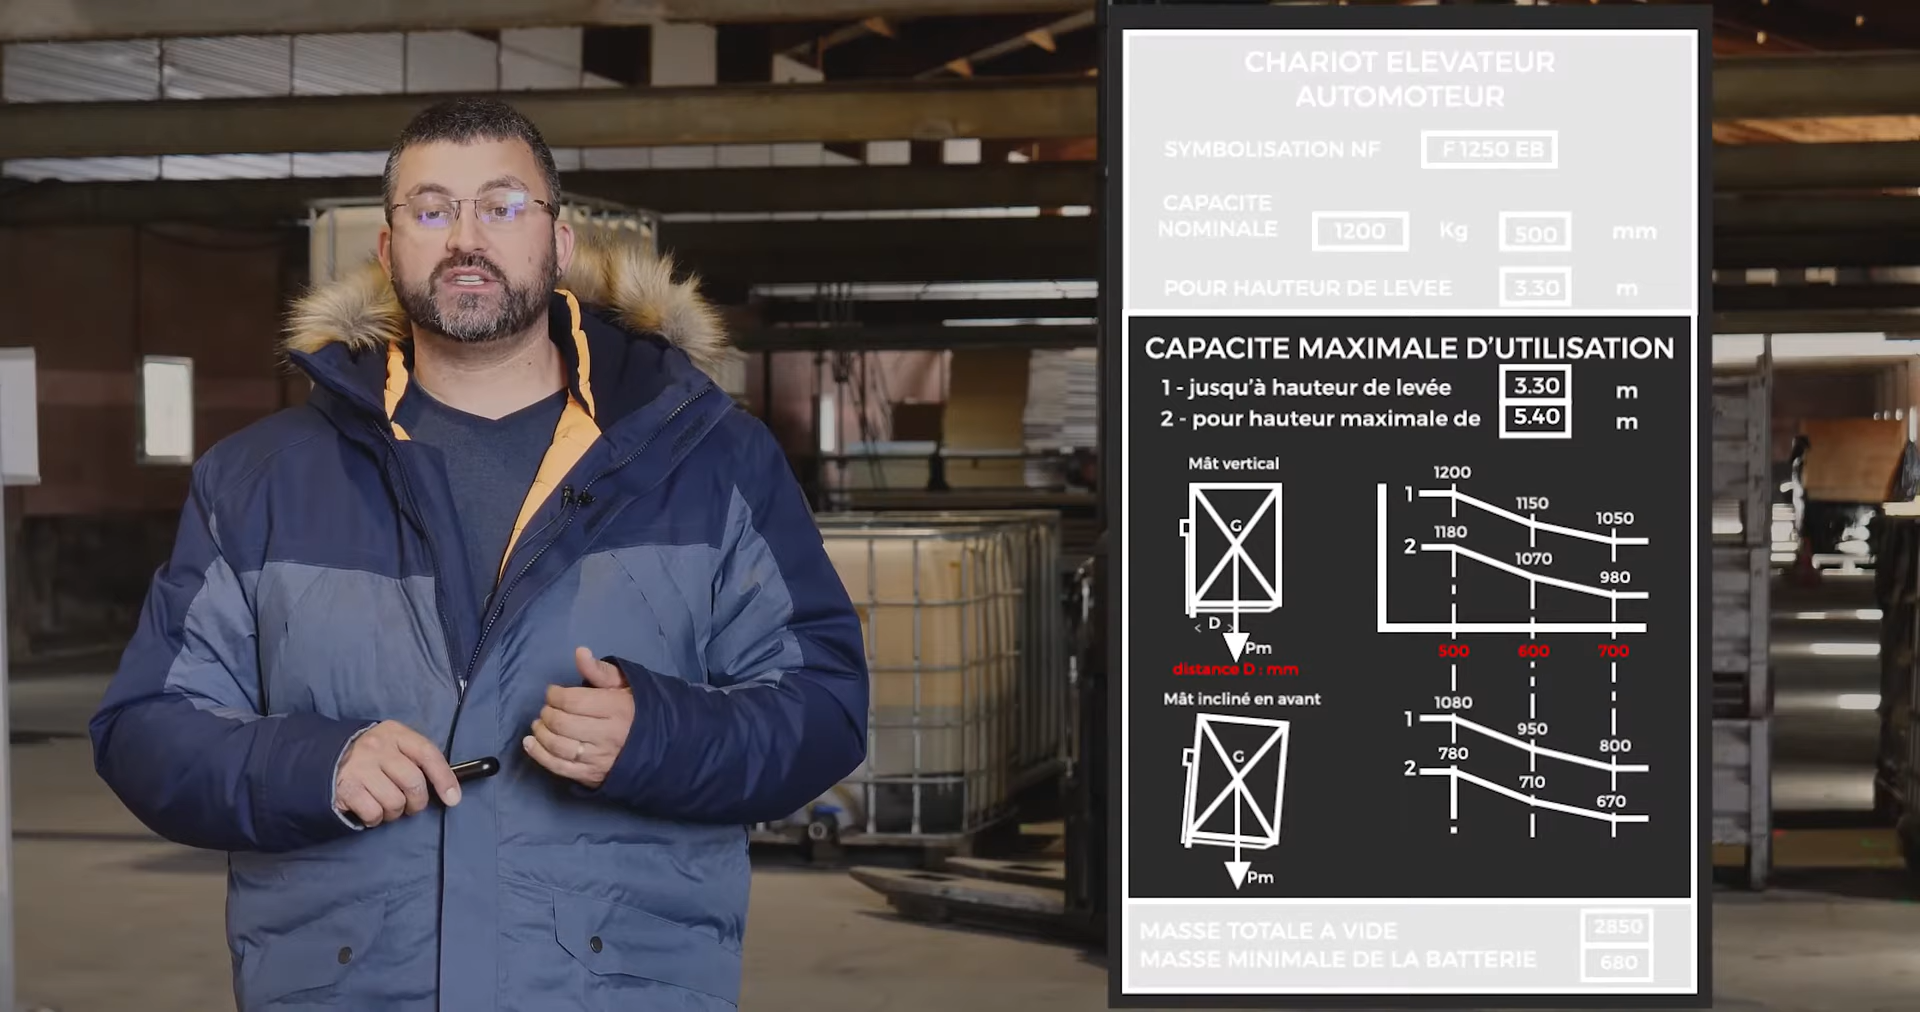 CHARIOT ELEVATEUR
AUTOMOTEUR
SYMBOLISATION NF F 1250 EB
CAPACITE
NOMINALE 1200 Kg 500 mm
POUR HAUTEUR DE LEVEE 3.30 m
CAPACITE MAXIMALE D'UTILISATION
1 - jusqu'à hauteur de levée 3.30 m
2 - pour hauteur maximale de 5.40 m
Mât vertical
G
< D >
Pm
distance D : mm
1200
1 1150 1050
1180
2 1070 980
500 600 700
Mât incliné en avant
G
Pm
1080
1 950 800
780
2 710 670
MASSE TOTALE A VIDE 2850
MASSE MINIMALE DE LA BATTERIE 680